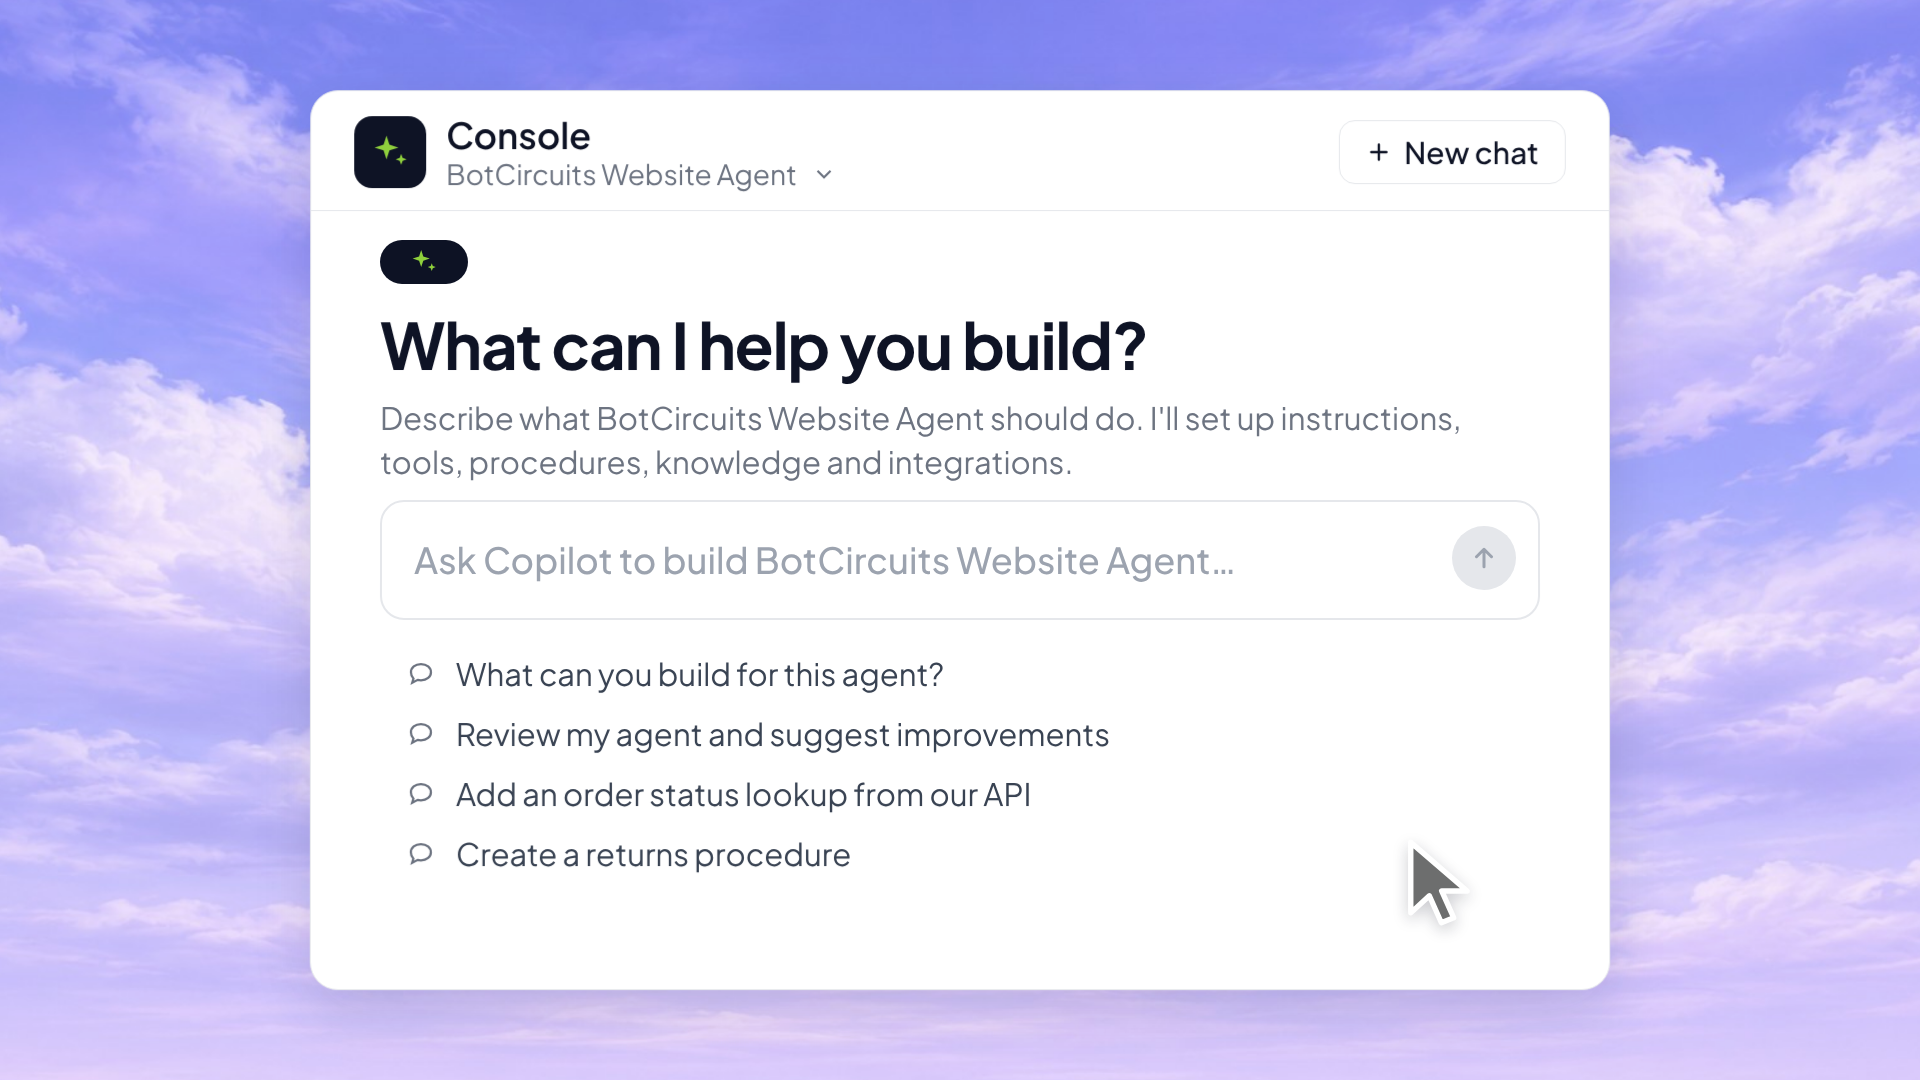 Console
BotCircuits Website Agent
New chat
What can I help you build?
Describe what BotCircuits Website Agent should do. I'll set up instructions,
tools, procedures, knowledge and integrations.
Ask Copilot to build BotCircuits Website Agent...
What can you build for this agent?
Review my agent and suggest improvements
Add an order status lookup from our API
Create a returns procedure